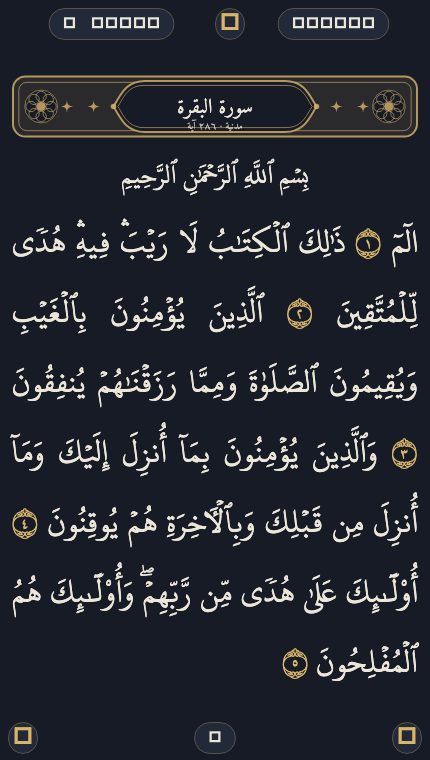 سورة البقرة
مدنية · ٢٨٦ آية
بِسْمِ ٱللَّهِ ٱلرَّحْمَٰنِ ٱلرَّحِيمِ
الٓمٓ ١ ذَٰلِكَ ٱلْكِتَـٰبُ لَا رَيْبَ ۛ فِيهِ ۛ هُدًى
لِّلْمُتَّقِينَ ٢ ٱلَّذِينَ يُؤْمِنُونَ بِٱلْغَيْبِ
وَيُقِيمُونَ ٱلصَّلَوٰةَ وَمِمَّا رَزَقْنَـٰهُمْ يُنفِقُونَ
٣ وَٱلَّذِينَ يُؤْمِنُونَ بِمَآ أُنزِلَ إِلَيْكَ وَمَآ
أُنزِلَ مِن قَبْلِكَ وَبِٱلْـَٔاخِرَةِ هُمْ يُوقِنُونَ ٤
أُو۟لَـٰٓئِكَ عَلَىٰ هُدًى مِّن رَّبِّهِمْ ۖ وَأُو۟لَـٰٓئِكَ هُمُ
ٱلْمُفْلِحُونَ ٥